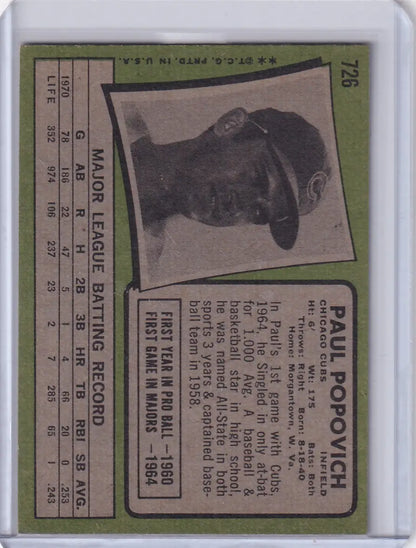 726
**©T.C.G. PRTD. IN U.S.A.
PAUL POPOVICH
CHICAGO CUBS INFIELD
Ht: 6' Wt: 175 Bats: Both
Throws: Right Born: 8-18-40
Home: Morgantown, W. Va.
In Paul's 1st game with Cubs,
1964, he Singled in only at-bat
for 1.000 Avg. A baseball &
basketball star in high school,
he was named All-State in both
sports 3 years & captained base-
ball team in 1958.
FIRST YEAR IN PRO BALL — 1960
FIRST GAME IN MAJORS — 1964
MAJOR LEAGUE BATTING RECORD
G AB R H 2B 3B HR TB RBI SB AVG.
1970 78 186 22 47 5 1 4 66 20 0 .253
LIFE 352 974 106 237 23 2 7 285 65 1 .243